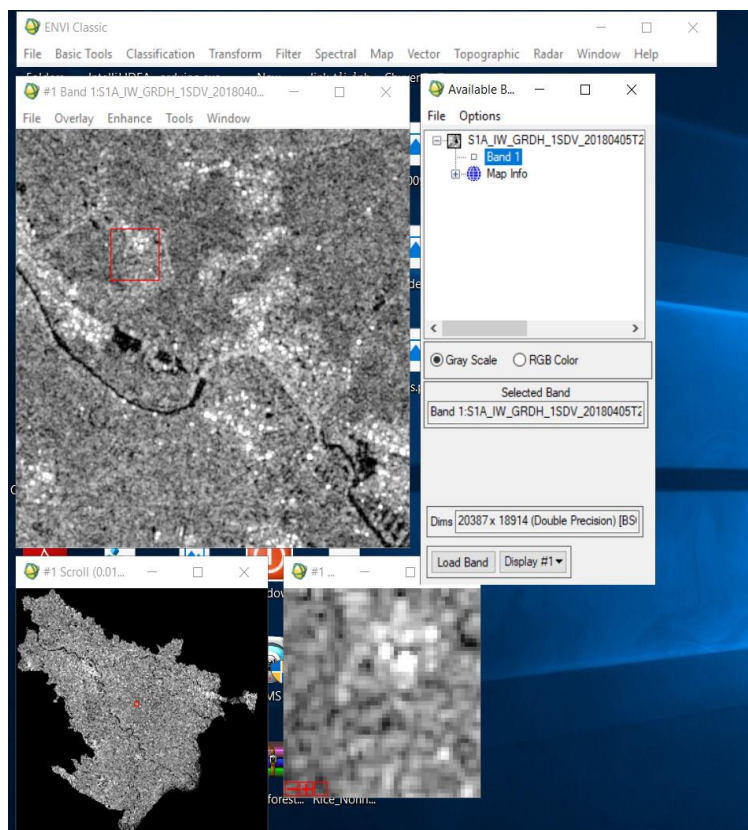 ENVI Classic
File Basic Tools Classification Transform Filter Spectral Map Vector Topographic Radar Window Help
#1 Band 1:S1A_IW_GRDH_1SDV_2018040...
File Overlay Enhance Tools Window
Available B...
File Options
S1A_IW_GRDH_1SDV_20180405T2
Band 1
Map Info
Gray Scale RGB Color
Selected Band
Band 1:S1A_IW_GRDH_1SDV_20180405T2
Dims 20387 x 18914 (Double Precision) [BS
Load Band Display #1
#1 Scroll (0.01...
#1 ...